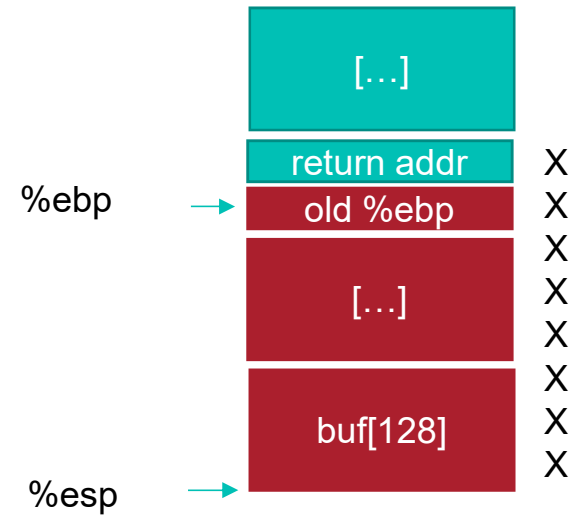 […]
return addr X
%ebp old %ebp X
X
[…] X
X
X
buf[128] X
X
%esp